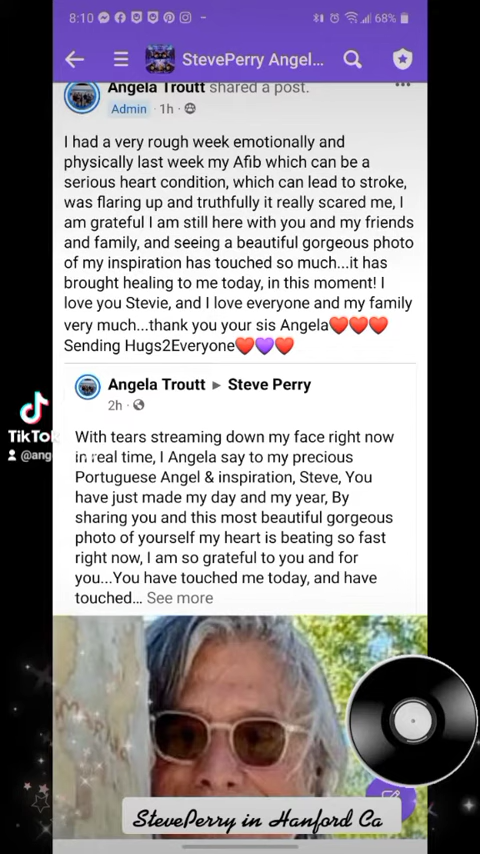 8:10
68%
StevePerry Angel...
Angela Troutt shared a post.
Admin · 1h ·
I had a very rough week emotionally and
physically last week my Afib which can be a
serious heart condition, which can lead to stroke,
was flaring up and truthfully it really scared me, I
am grateful I am still here with you and my friends
and family, and seeing a beautiful gorgeous photo
of my inspiration has touched so much...it has
brought healing to me today, in this moment! I
love you Stevie, and I love everyone and my family
very much...thank you your sis Angela❤️❤️❤️
Sending Hugs2Everyone❤️💜❤️
Angela Troutt ▸ Steve Perry
2h ·
TikTok
@ang
With tears streaming down my face right now
in real time, I Angela say to my precious
Portuguese Angel & inspiration, Steve, You
have just made my day and my year, By
sharing you and this most beautiful gorgeous
photo of yourself my heart is beating so fast
right now, I am so grateful to you and for
you...You have touched me today, and have
touched... See more
StevePerry in Hanford Ca